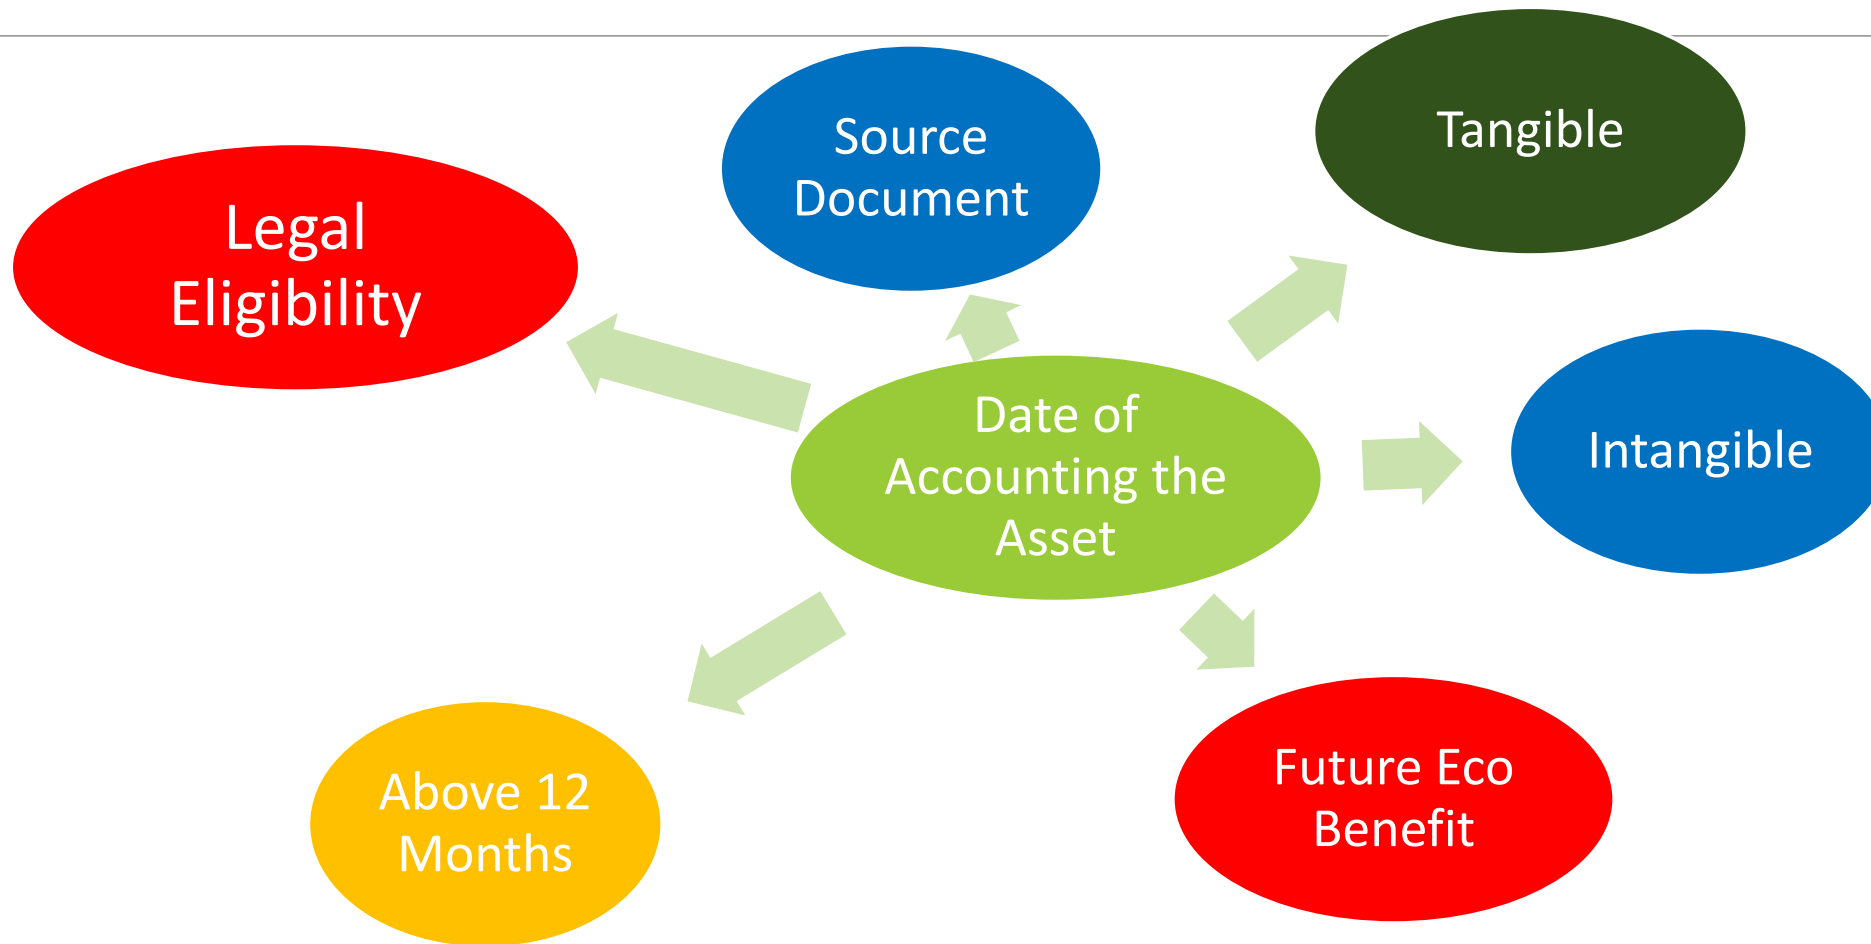 Legal
Eligibility
Source
Document
Tangible
Date of
Accounting the
Asset
Intangible
Above 12
Months
Future Eco
Benefit